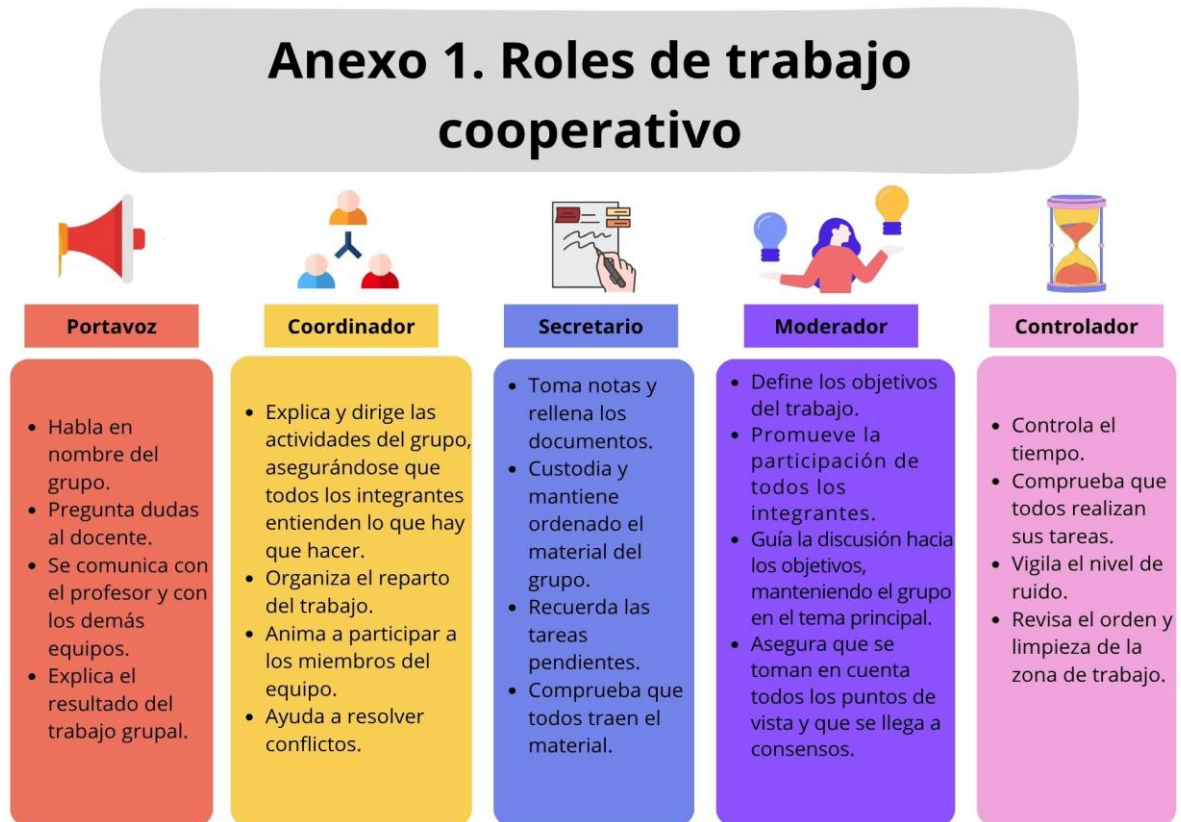 Anexo 1. Roles de trabajo
cooperativo
Portavoz
• Habla en
nombre del
grupo.
• Pregunta dudas
al docente.
• Se comunica con
el profesor y con
los demás
equipos.
• Explica el
resultado del
trabajo grupal.
Coordinador
• Explica y dirige las
actividades del grupo,
asegurándose que
todos los integrantes
entienden lo que hay
que hacer.
• Organiza el reparto
del trabajo.
• Anima a participar a
los miembros del
equipo.
• Ayuda a resolver
conflictos.
Secretario
• Toma notas y
rellena los
documentos.
• Custodia y
mantiene
ordenado el
material del
grupo.
• Recuerda las
tareas
pendientes.
• Comprueba que
todos traen el
material.
Moderador
• Define los objetivos
del trabajo.
• Promueve la
participación de
todos los
integrantes.
• Guía la discusión hacia
los objetivos,
manteniendo el grupo
en el tema principal.
• Asegura que se
toman en cuenta
todos los puntos de
vista y que se llega a
consensos.
Controlador
• Controla el
tiempo.
• Comprueba que
todos realizan
sus tareas.
• Vigila el nivel de
ruido.
• Revisa el orden y
limpieza de la
zona de trabajo.